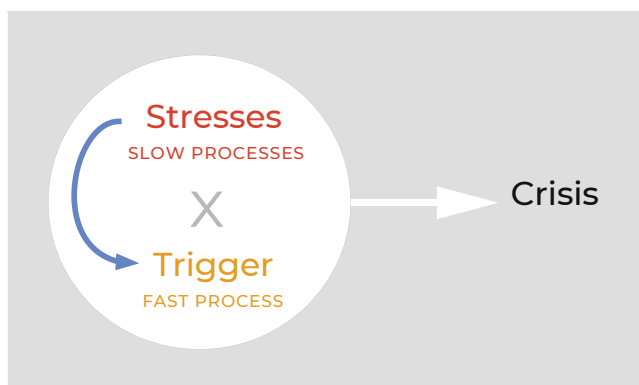 Stresses
SLOW PROCESSES
X
Trigger
FAST PROCESS
Crisis